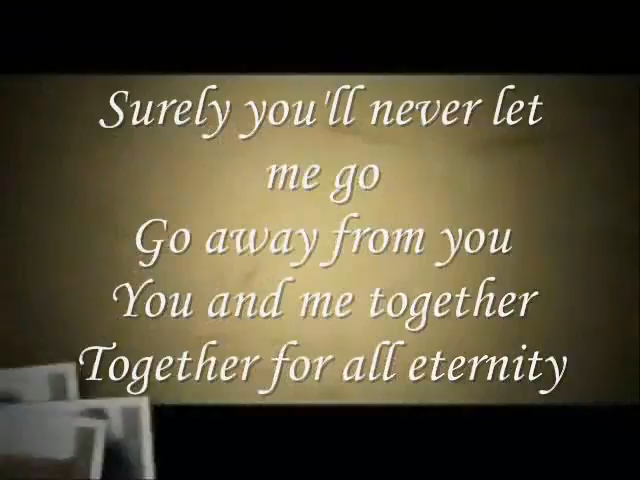 Surely you'll never let
me go
Go away from you
You and me together
Together for all eternity